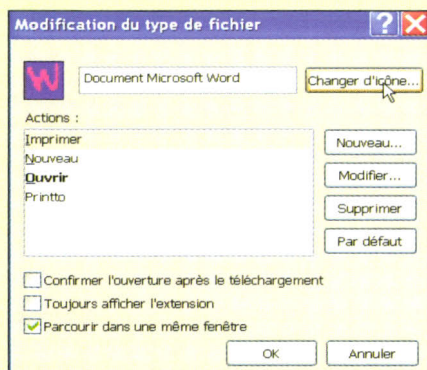 Modification du type de fichier
Document Microsoft Word
Changer d'icône...
Actions :
Imprimer
Nouveau
Ouvrir
Printto
Nouveau...
Modifier...
Supprimer
Par défaut
Confirmer l'ouverture après le téléchargement
Toujours afficher l'extension
Parcourir dans une même fenêtre
OK
Annuler